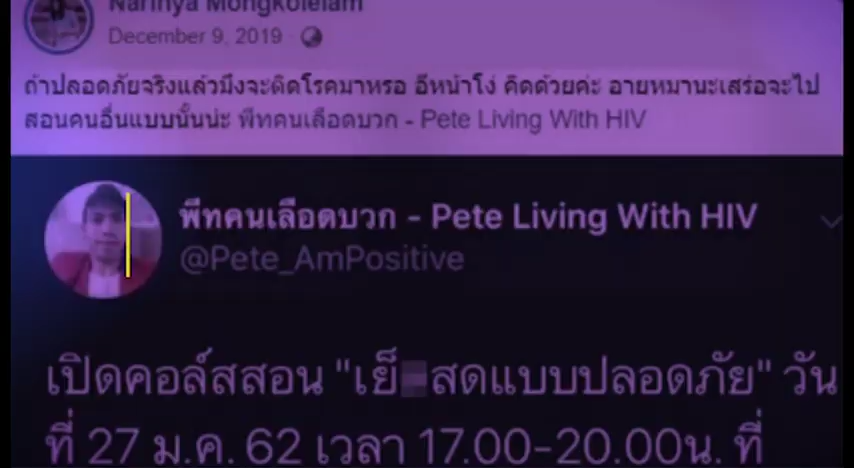 Narinya Mongkolelam
December 9, 2019
ถ้าปลอดภัยจริงแล้วมึงจะติดโรคมาหรอ อีหน้าโง่ คิดด้วยค่ะ อายหมานะเสร่อจะไป
สอนคนอื่นแบบนั้นน่ะ พีทคนเลือดบวก - Pete Living With HIV
พีทคนเลือดบวก - Pete Living With HIV
@Pete_AmPositive
เปิดคอล์สสอน "เย็ สดแบบปลอดภัย" วัน
ที่ 27 ม.ค. 62 เวลา 17.00-20.00น. ที่